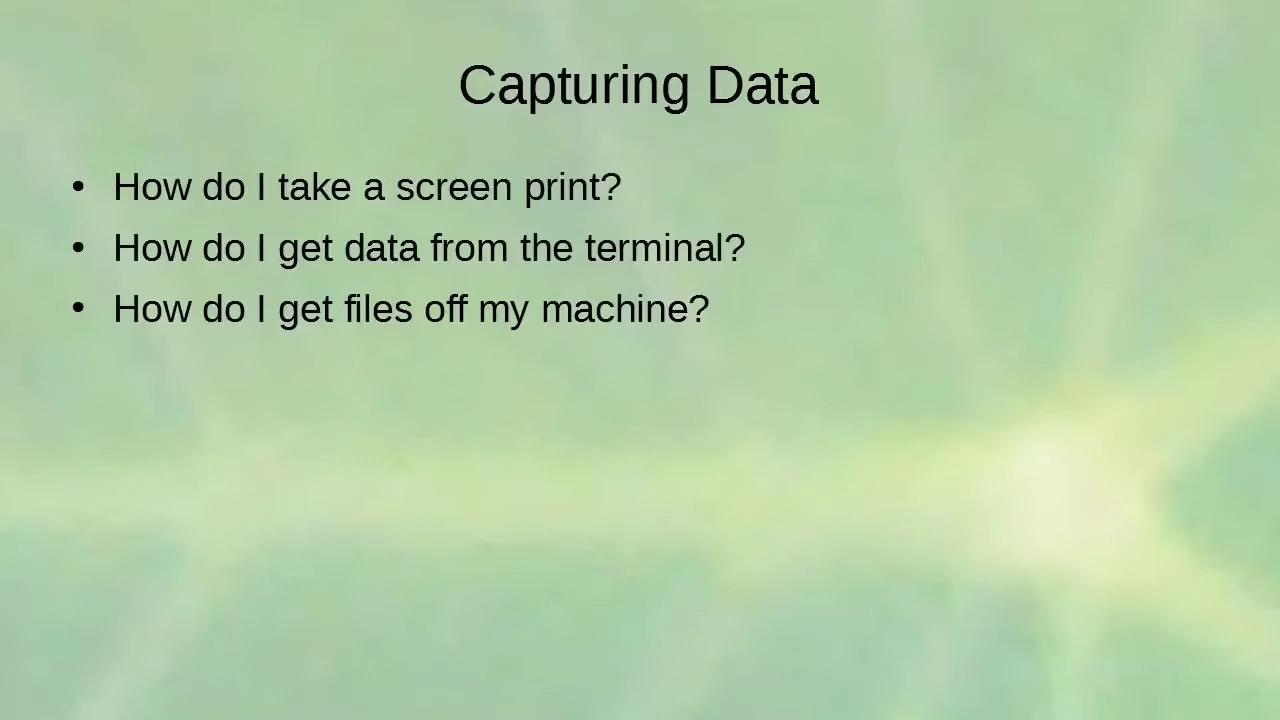 Capturing Data
• How do I take a screen print?
• How do I get data from the terminal?
• How do I get files off my machine?